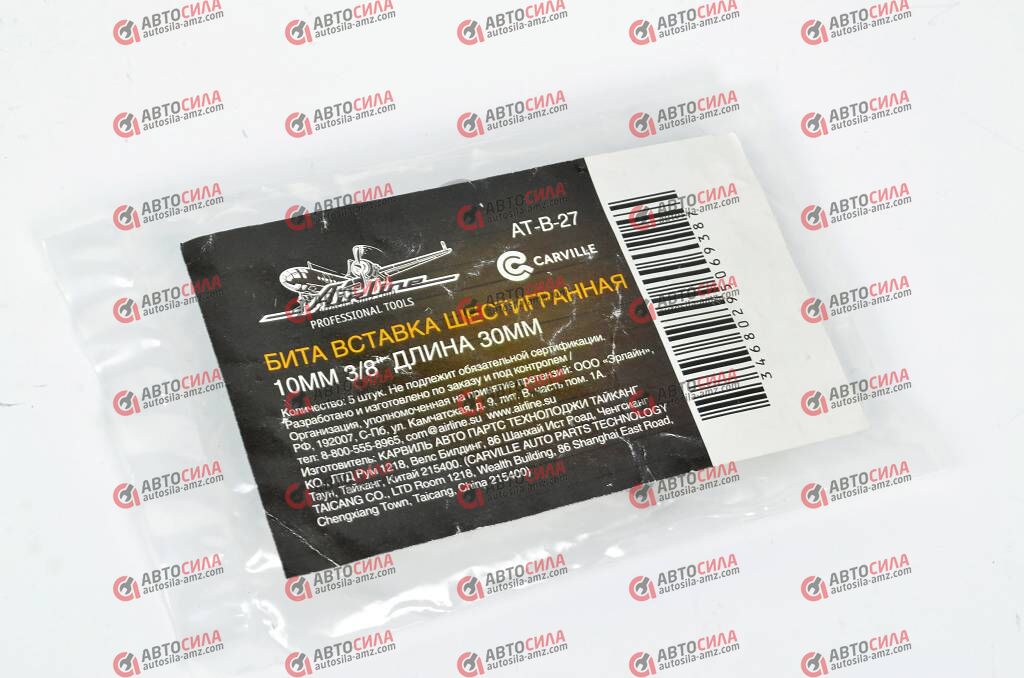 AT-B-27
Airline
PROFESSIONAL TOOLS
CARVILLE
БИТА ВСТАВКА ШЕСТИГРАННАЯ
10ММ 3/8" ДЛИНА 30ММ
Количество: 5 штук. Не подлежит обязательной сертификации.
Разработано и изготовлено по заказу и под контролем /
Организация, уполномоченная на принятие претензий: ООО «Эрлайн»,
РФ, 192007, С-Пб, ул. Камчатская, д. 9, лит. В, часть пом. 1А,
тел: 8-800-555-8965, com@airline.su www.airline.su
Изготовитель: КАРВИЛЬ АВТО ПАРТС ТЕХНОЛОДЖИ ТАЙКАНГ
КО., ЛТД Рум 1218, Велс Билдинг, 86 Шанхай Ист Роад, Ченгсианг
Таун, Тайканг, Китай 215400. (CARVILLE AUTO PARTS TECHNOLOGY
TAICANG CO., LTD Room 1218, Wealth Building, 86 Shanghai East Road,
Chengxiang Town, Taicang, China 215400)
АВТОСИЛА
autosila-amz.com